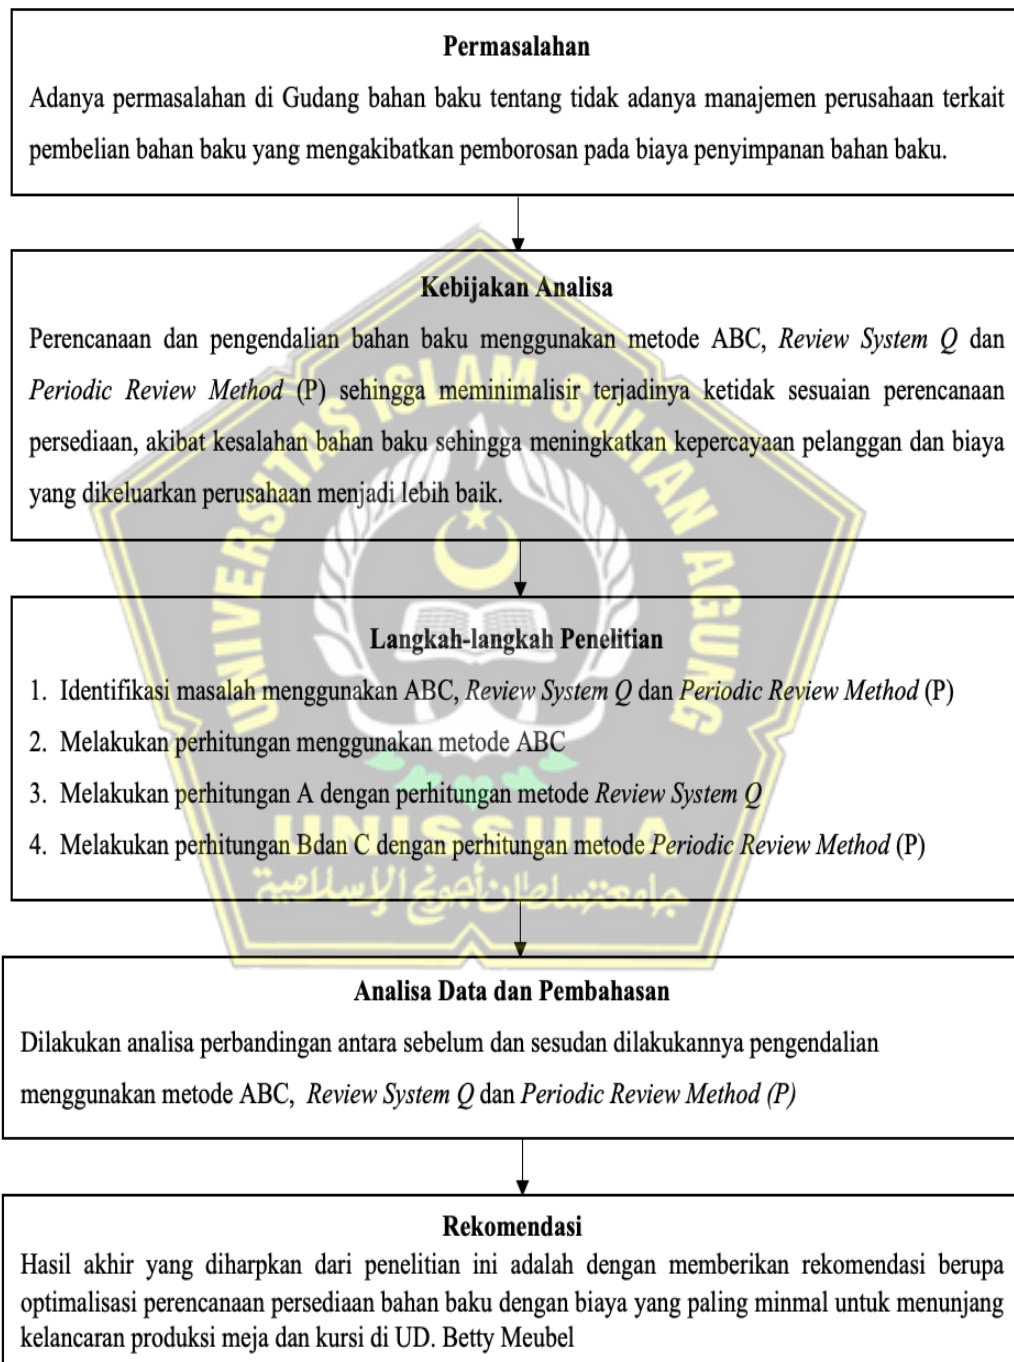 Permasalahan
Adanya permasalahan di Gudang bahan baku tentang tidak adanya manajemen perusahaan terkait
pembelian bahan baku yang mengakibatkan pemborosan pada biaya penyimpanan bahan baku.
Kebijakan Analisa
Perencanaan dan pengendalian bahan baku menggunakan metode ABC, Review System Q dan
Periodic Review Method (P) sehingga meminimalisir terjadinya ketidak sesuaian perencanaan
persediaan, akibat kesalahan bahan baku sehingga meningkatkan kepercayaan pelanggan dan biaya
yang dikeluarkan perusahaan menjadi lebih baik.
Langkah-langkah Penelitian
1. Identifikasi masalah menggunakan ABC, Review System Q dan Periodic Review Method (P)
2. Melakukan perhitungan menggunakan metode ABC
3. Melakukan perhitungan A dengan perhitungan metode Review System Q
4. Melakukan perhitungan Bdan C dengan perhitungan metode Periodic Review Method (P)
Analisa Data dan Pembahasan
Dilakukan analisa perbandingan antara sebelum dan sesudan dilakukannya pengendalian
menggunakan metode ABC, Review System Q dan Periodic Review Method (P)
Rekomendasi
Hasil akhir yang diharpkan dari penelitian ini adalah dengan memberikan rekomendasi berupa
optimalisasi perencanaan persediaan bahan baku dengan biaya yang paling minmal untuk menunjang
kelancaran produksi meja dan kursi di UD. Betty Meubel
UNIVERSITAS ISLAM SULTAN AGUNG
UNISSULA
جامعة سلطان أجونج الإسلامية